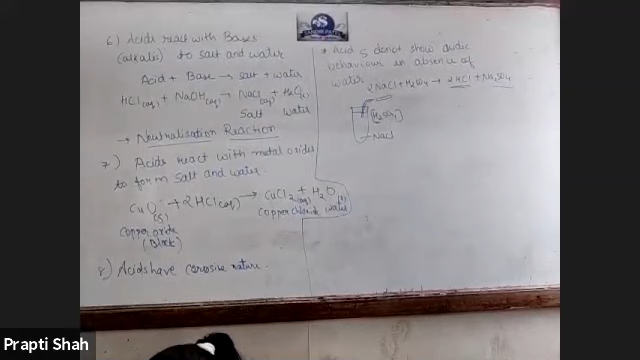 6) Acids react with Bases
(alkalis) to salt and water
Acid + Base → salt + water
HCl(aq) + NaOH(aq) → NaCl(aq) + H2O(l)
Salt water
→ Neutralisation Reaction
7) Acids react with metal oxides
to form salt and water.
CuO(s) + 2HCl(aq) → CuCl2(aq) + H2O(l)
Copper oxide Copper chloride water
(Black)
8) Acids have corrosive nature.
Acids donot show acidic
behaviour in absence of
water
2NaCl + H2SO4 → 2HCl + Na2SO4
[H2SO4]
NaCl
SANDIP PATEL
Prapti Shah